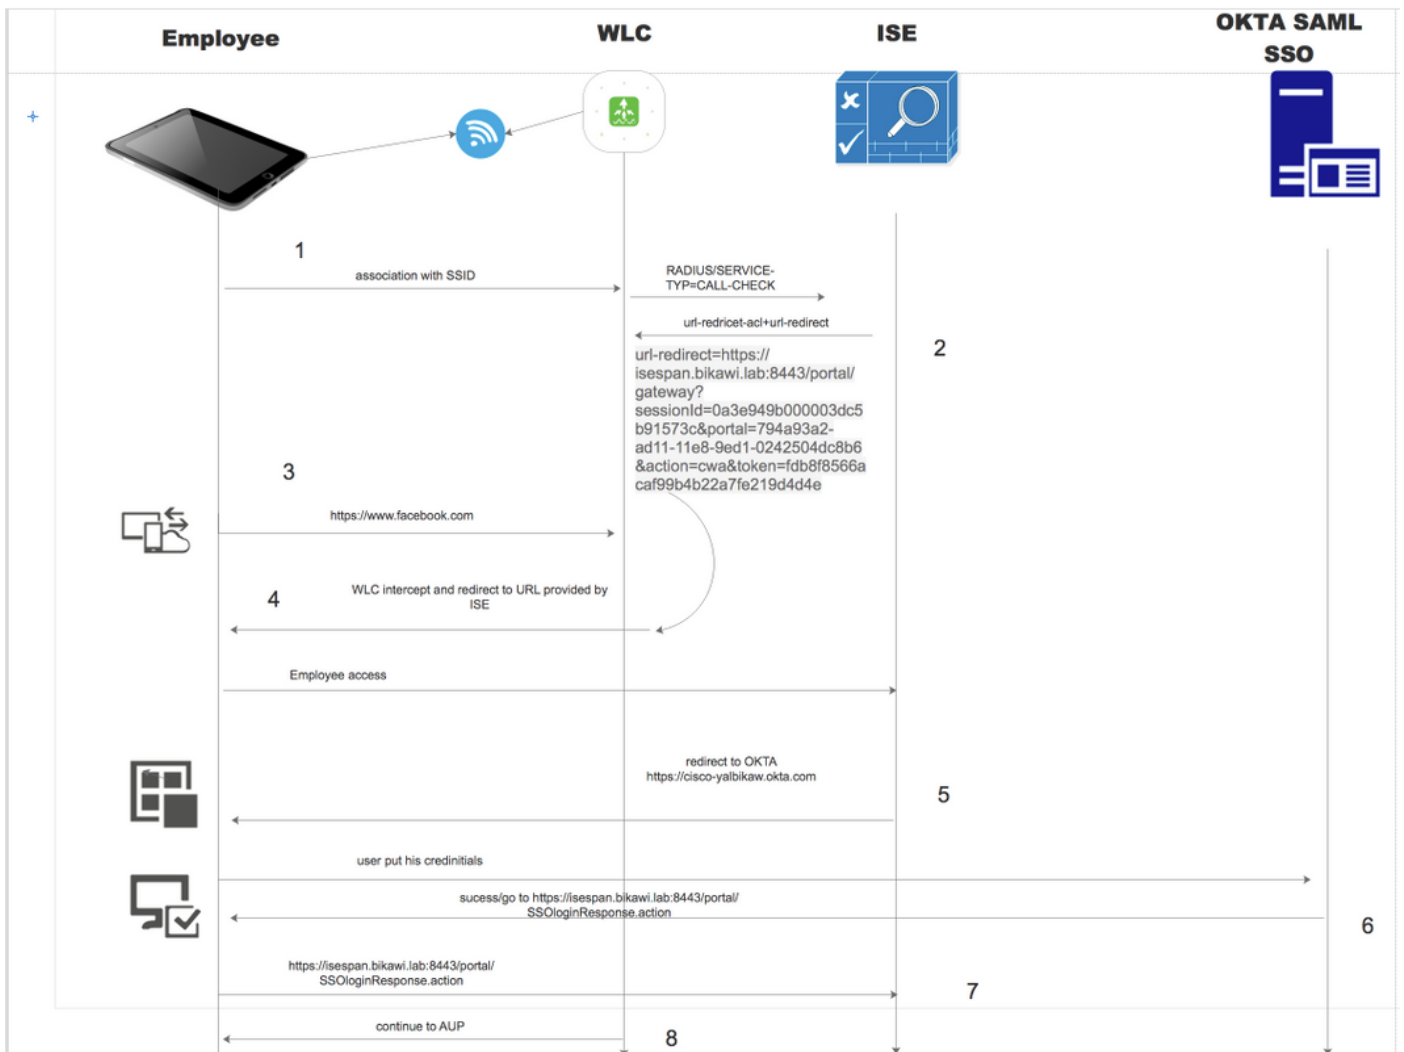 Employee
WLC
ISE
OKTA SAML
SSO
1
association with SSID
RADIUS/SERVICE-
TYP=CALL-CHECK
url-redricet-acl+url-redirect
2
url-redirect=https://
isespan.bikawi.lab:8443/portal/
gateway?
sessionId=0a3e949b000003dc5
b91573c&portal=794a93a2-
ad11-11e8-9ed1-0242504dc8b6
&action=cwa&token=fdb8f8566a
caf99b4b22a7fe219d4d4e
3
https://www.facebook.com
4
WLC intercept and redirect to URL provided by
ISE
Employee access
redirect to OKTA
https://cisco-yalbikaw.okta.com
5
user put his credinitials
sucess/go to https://isespan.bikawi.lab:8443/portal/
SSOloginResponse.action
6
https://isespan.bikawi.lab:8443/portal/
SSOloginResponse.action
7
continue to AUP
8